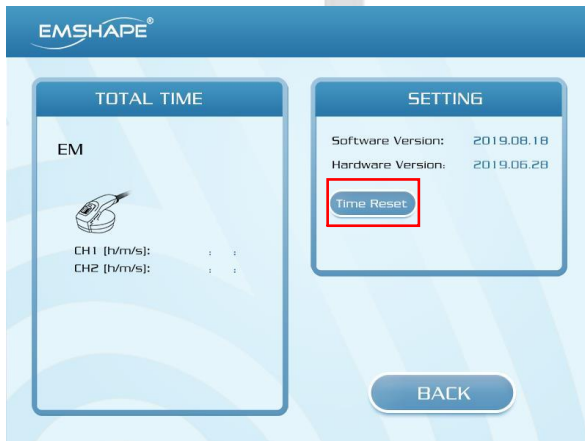 EMSHAPE®
TOTAL TIME
EM
CH1 [h/m/s]: : :
CH2 [h/m/s]: : :
SETTING
Software Version: 2019.08.18
Hardware Version: 2019.06.28
Time Reset
BACK